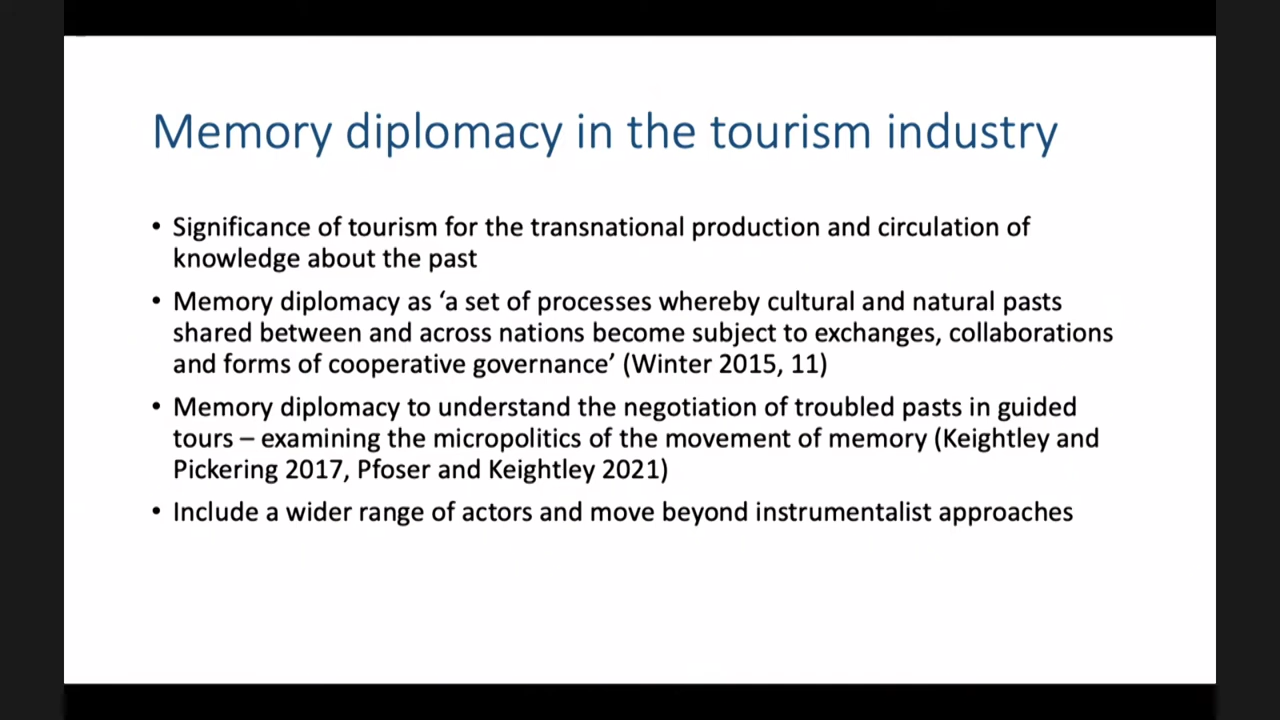 Memory diplomacy in the tourism industry
• Significance of tourism for the transnational production and circulation of
knowledge about the past
• Memory diplomacy as ‘a set of processes whereby cultural and natural pasts
shared between and across nations become subject to exchanges, collaborations
and forms of cooperative governance’ (Winter 2015, 11)
• Memory diplomacy to understand the negotiation of troubled pasts in guided
tours – examining the micropolitics of the movement of memory (Keightley and
Pickering 2017, Pfoser and Keightley 2021)
• Include a wider range of actors and move beyond instrumentalist approaches